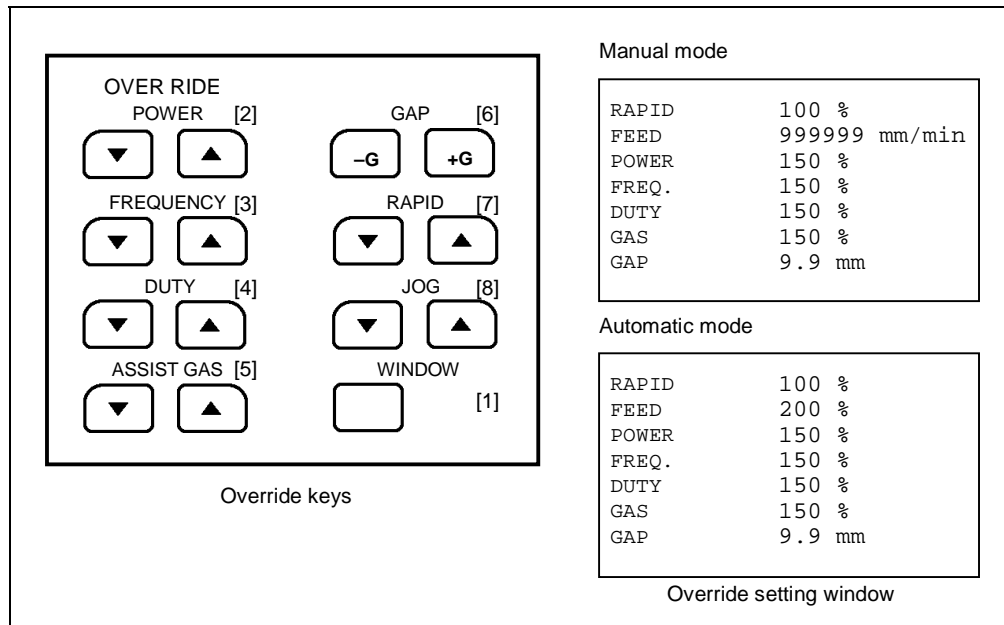 OVER RIDE
POWER [2]
GAP [6]
–G +G
FREQUENCY [3]
RAPID [7]
DUTY [4]
JOG [8]
ASSIST GAS [5]
WINDOW
[1]
Override keys
Manual mode
RAPID 100 %
FEED 999999 mm/min
POWER 150 %
FREQ. 150 %
DUTY 150 %
GAS 150 %
GAP 9.9 mm
Automatic mode
RAPID 100 %
FEED 200 %
POWER 150 %
FREQ. 150 %
DUTY 150 %
GAS 150 %
GAP 9.9 mm
Override setting window